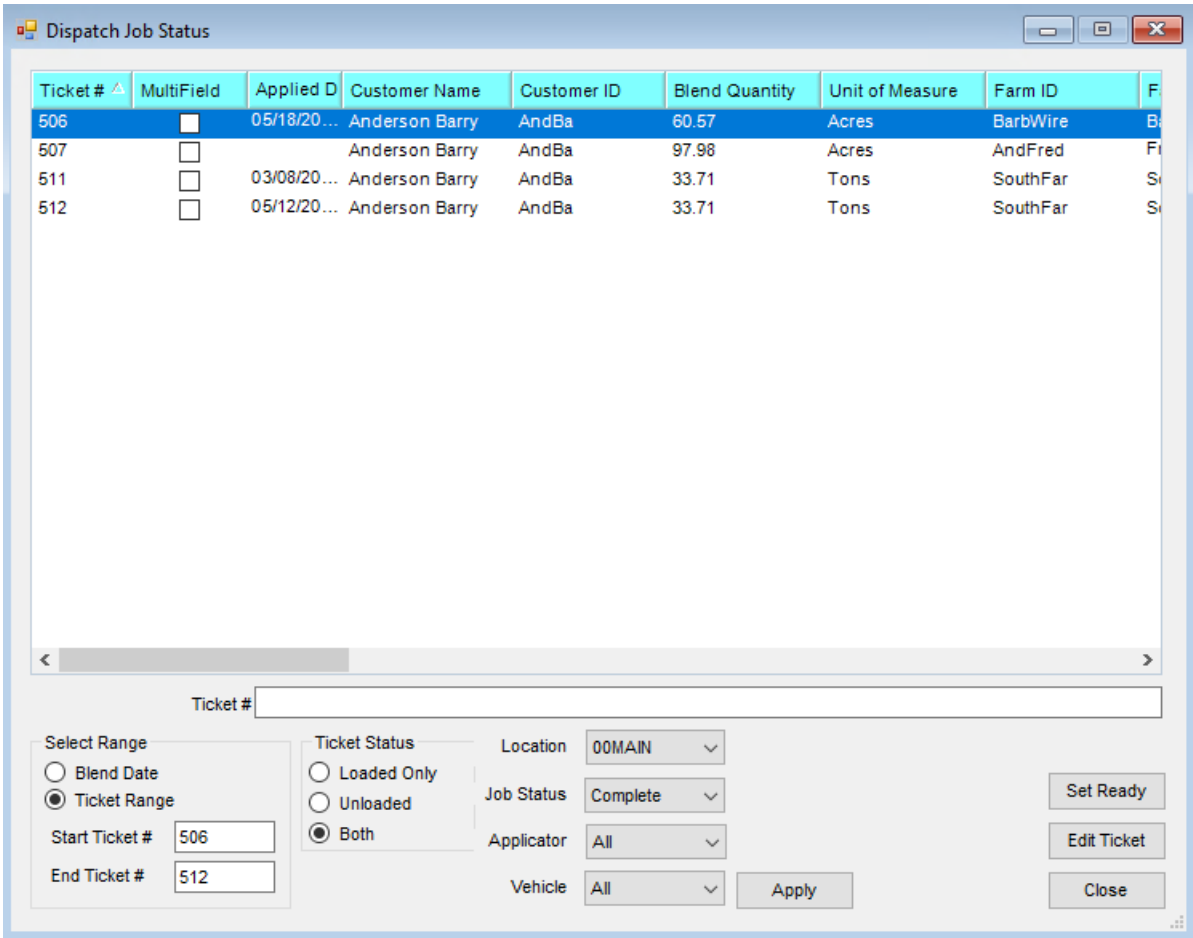 Dispatch Job Status
Ticket # MultiField Applied D Customer Name Customer ID Blend Quantity Unit of Measure Farm ID F
506 05/18/20... Anderson Barry AndBa 60.57 Acres BarbWire
507 Anderson Barry AndBa 97.98 Acres AndFred
511 03/08/20... Anderson Barry AndBa 33.71 Tons SouthFar
512 05/12/20... Anderson Barry AndBa 33.71 Tons SouthFar
Ticket #
Select Range
Blend Date
Ticket Range
Start Ticket # 506
End Ticket # 512
Ticket Status
Loaded Only
Unloaded
Both
Location 00MAIN
Job Status Complete
Applicator All
Vehicle All
Apply
Set Ready
Edit Ticket
Close